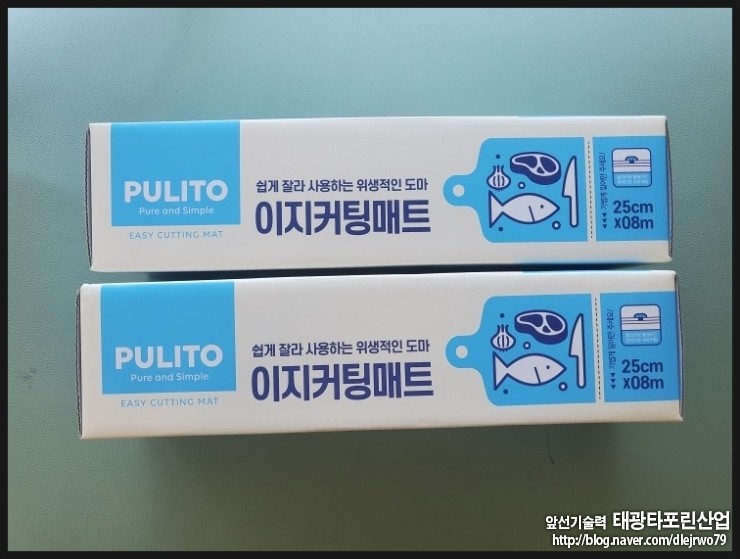 PULITO
Pure and Simple
EASY CUTTING MAT
쉽게 잘라 사용하는 위생적인 도마
이지커팅매트
25cm
x08m
PULITO
Pure and Simple
EASY CUTTING MAT
쉽게 잘라 사용하는 위생적인 도마
이지커팅매트
25cm
x08m
앞선기술력 태광타포린산업
http://blog.naver.com/dlejrwo79